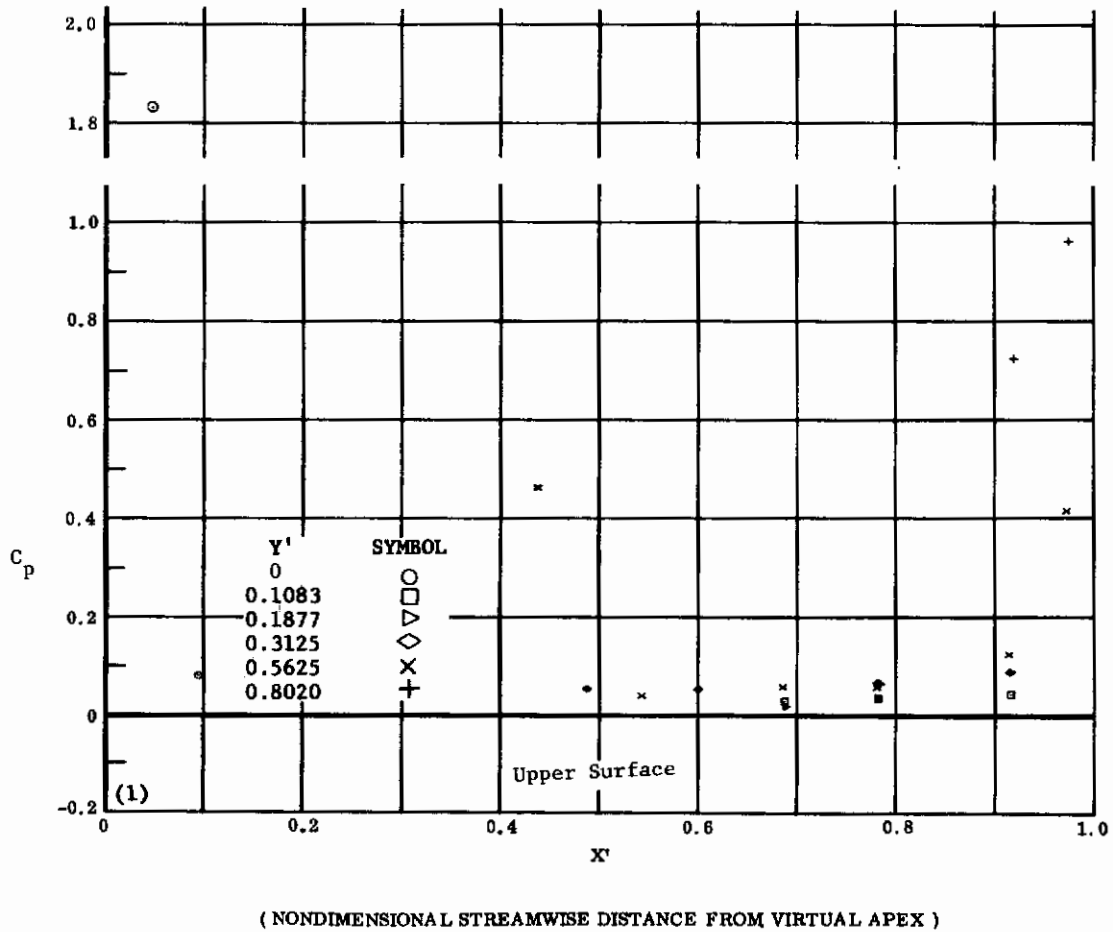 2.0
1.8
1.0
0.8
0.6
0.4
0.2
0
-0.2
C_p
Y' SYMBOL
0
0.1083
0.1877
0.3125
0.5625
0.8020
Upper Surface
(1)
0 0.2 0.4 0.6 0.8 1.0
X'
( NONDIMENSIONAL STREAMWISE DISTANCE FROM VIRTUAL APEX )